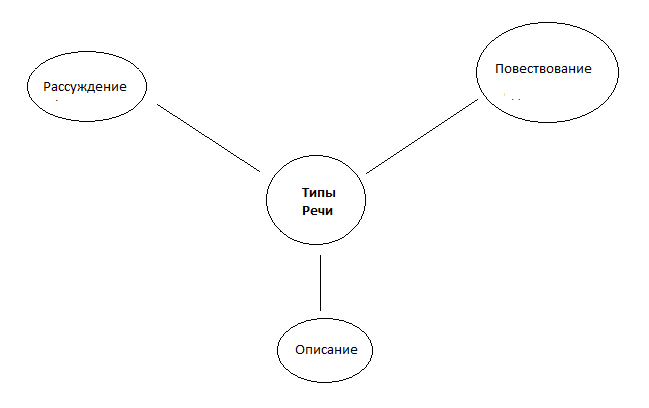 Повествование
Рассуждение
Типы
Речи
Описание